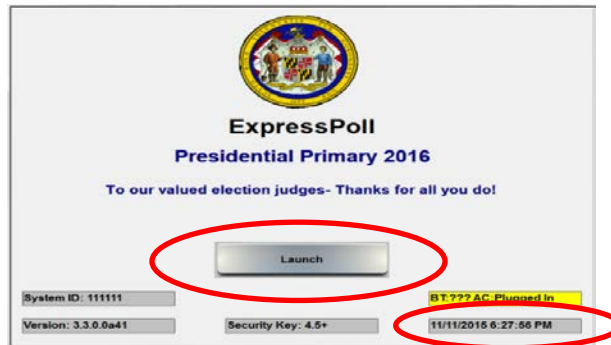 ExpressPoll
Presidential Primary 2016
To our valued election judges- Thanks for all you do!
Launch
System ID: 111111
BT:??? AC:Plugged In
Version: 3.3.0.0a41
Security Key: 4.5+
11/11/2015 6:27:56 PM